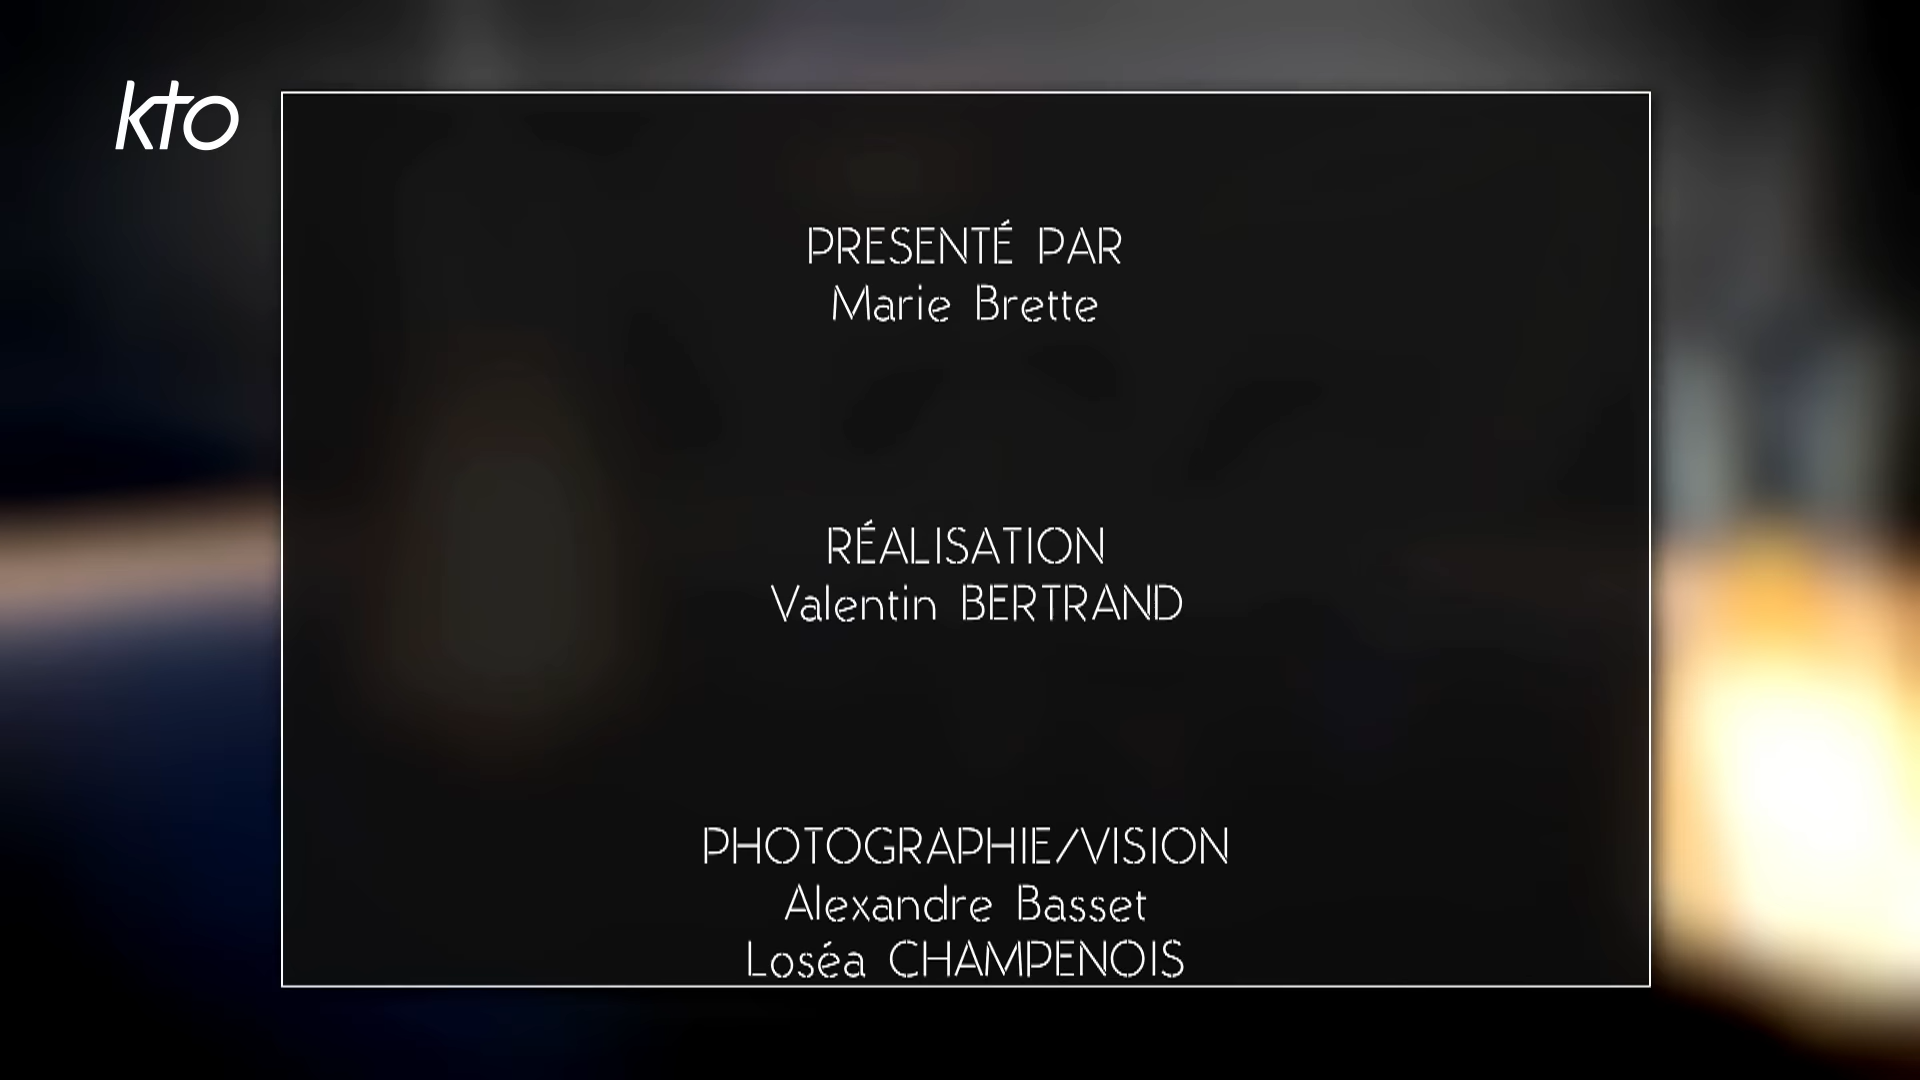 kto
PRESENTÉ PAR
Marie Brette
RÉALISATION
Valentin BERTRAND
PHOTOGRAPHIE/VISION
Alexandre Basset
Loséa CHAMPENOIS